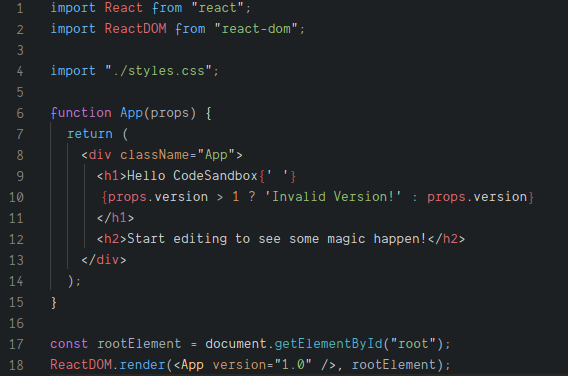 1 import React from "react";
2 import ReactDOM from "react-dom";
3
4 import "./styles.css";
5
6 function App(props) {
7   return (
8     <div className="App">
9       <h1>Hello CodeSandbox{' '}
10       {props.version > 1 ? 'Invalid Version!' : props.version}
11       </h1>
12       <h2>Start editing to see some magic happen!</h2>
13     </div>
14   );
15 }
16
17 const rootElement = document.getElementById("root");
18 ReactDOM.render(<App version="1.0" />, rootElement);